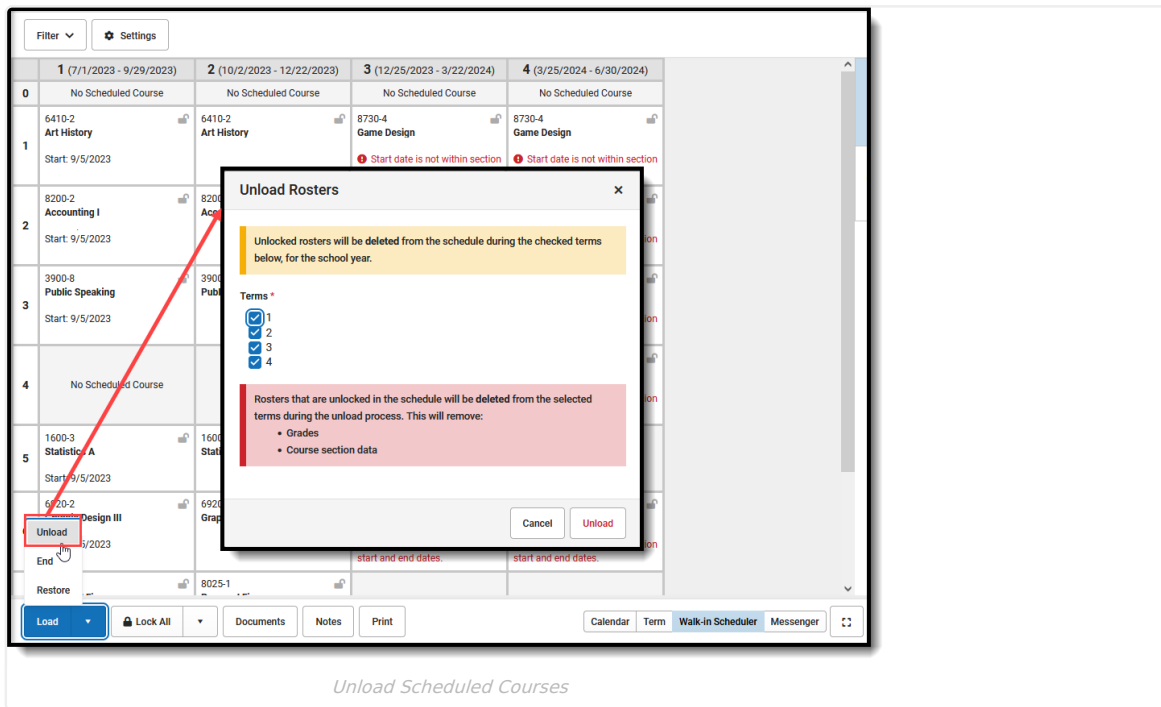 Filter
Settings
1 (7/1/2023 - 9/29/2023)
2 (10/2/2023 - 12/22/2023)
3 (12/25/2023 - 3/22/2024)
4 (3/25/2024 - 6/30/2024)
0
No Scheduled Course
No Scheduled Course
No Scheduled Course
No Scheduled Course
1
6410-2
Art History
Start: 9/5/2023
6410-2
Art History
8730-4
Game Design
Start date is not within section
8730-4
Game Design
Start date is not within section
2
8200-2
Accounting I
Start: 9/5/2023
3
3900-8
Public Speaking
Start: 9/5/2023
4
No Scheduled Course
5
1600-3
Statistics A
Start: 9/5/2023
6920-2
Design III
5/2023
start and end dates.
start and end dates.
8025-1
Unload Rosters
Unlocked rosters will be deleted from the schedule during the checked terms
below, for the school year.
Terms *
1
2
3
4
Rosters that are unlocked in the schedule will be deleted from the selected
terms during the unload process. This will remove:
• Grades
• Course section data
Cancel
Unload
Unload
End
Restore
Load
Lock All
Documents
Notes
Print
Calendar
Term
Walk-in Scheduler
Messenger
Unload Scheduled Courses